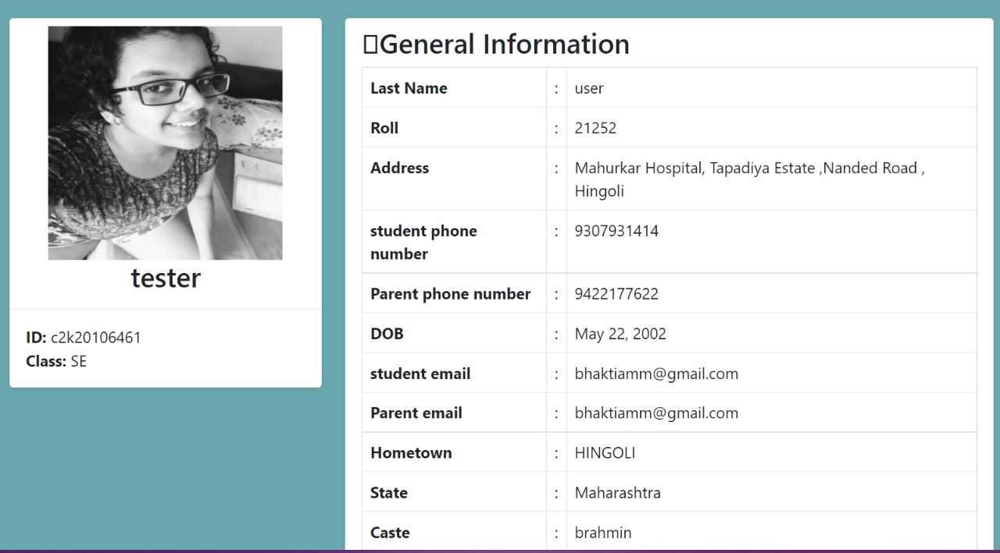 tester
ID: c2k20106461
Class: SE
General Information
Last Name : user
Roll : 21252
Address : Mahurkar Hospital, Tapadiya Estate ,Nanded Road ,
Hingoli
student phone : 9307931414
number
Parent phone number : 9422177622
DOB : May 22, 2002
student email : bhaktiamm@gmail.com
Parent email : bhaktiamm@gmail.com
Hometown : HINGOLI
State : Maharashtra
Caste : brahmin